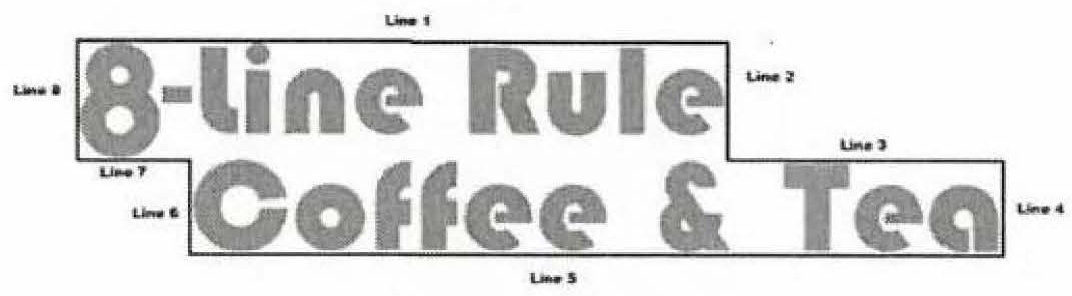 Line 1
8-Line Rule
Line 2
Line 8
Line 3
Line 7
Coffee & Tea
Line 6
Line 4
Line 5